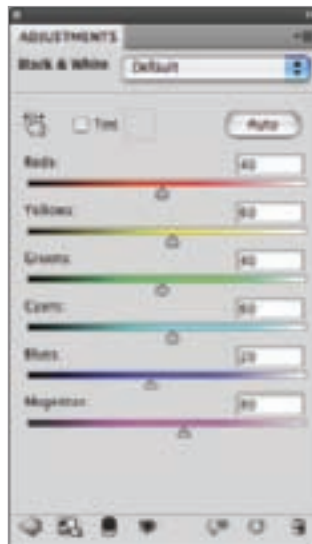 ADJUSTMENTS
Black & White Default
Tint Auto
Reds: 40
Yellows: 60
Greens: 40
Cyans: 60
Blues: 20
Magentas: 80